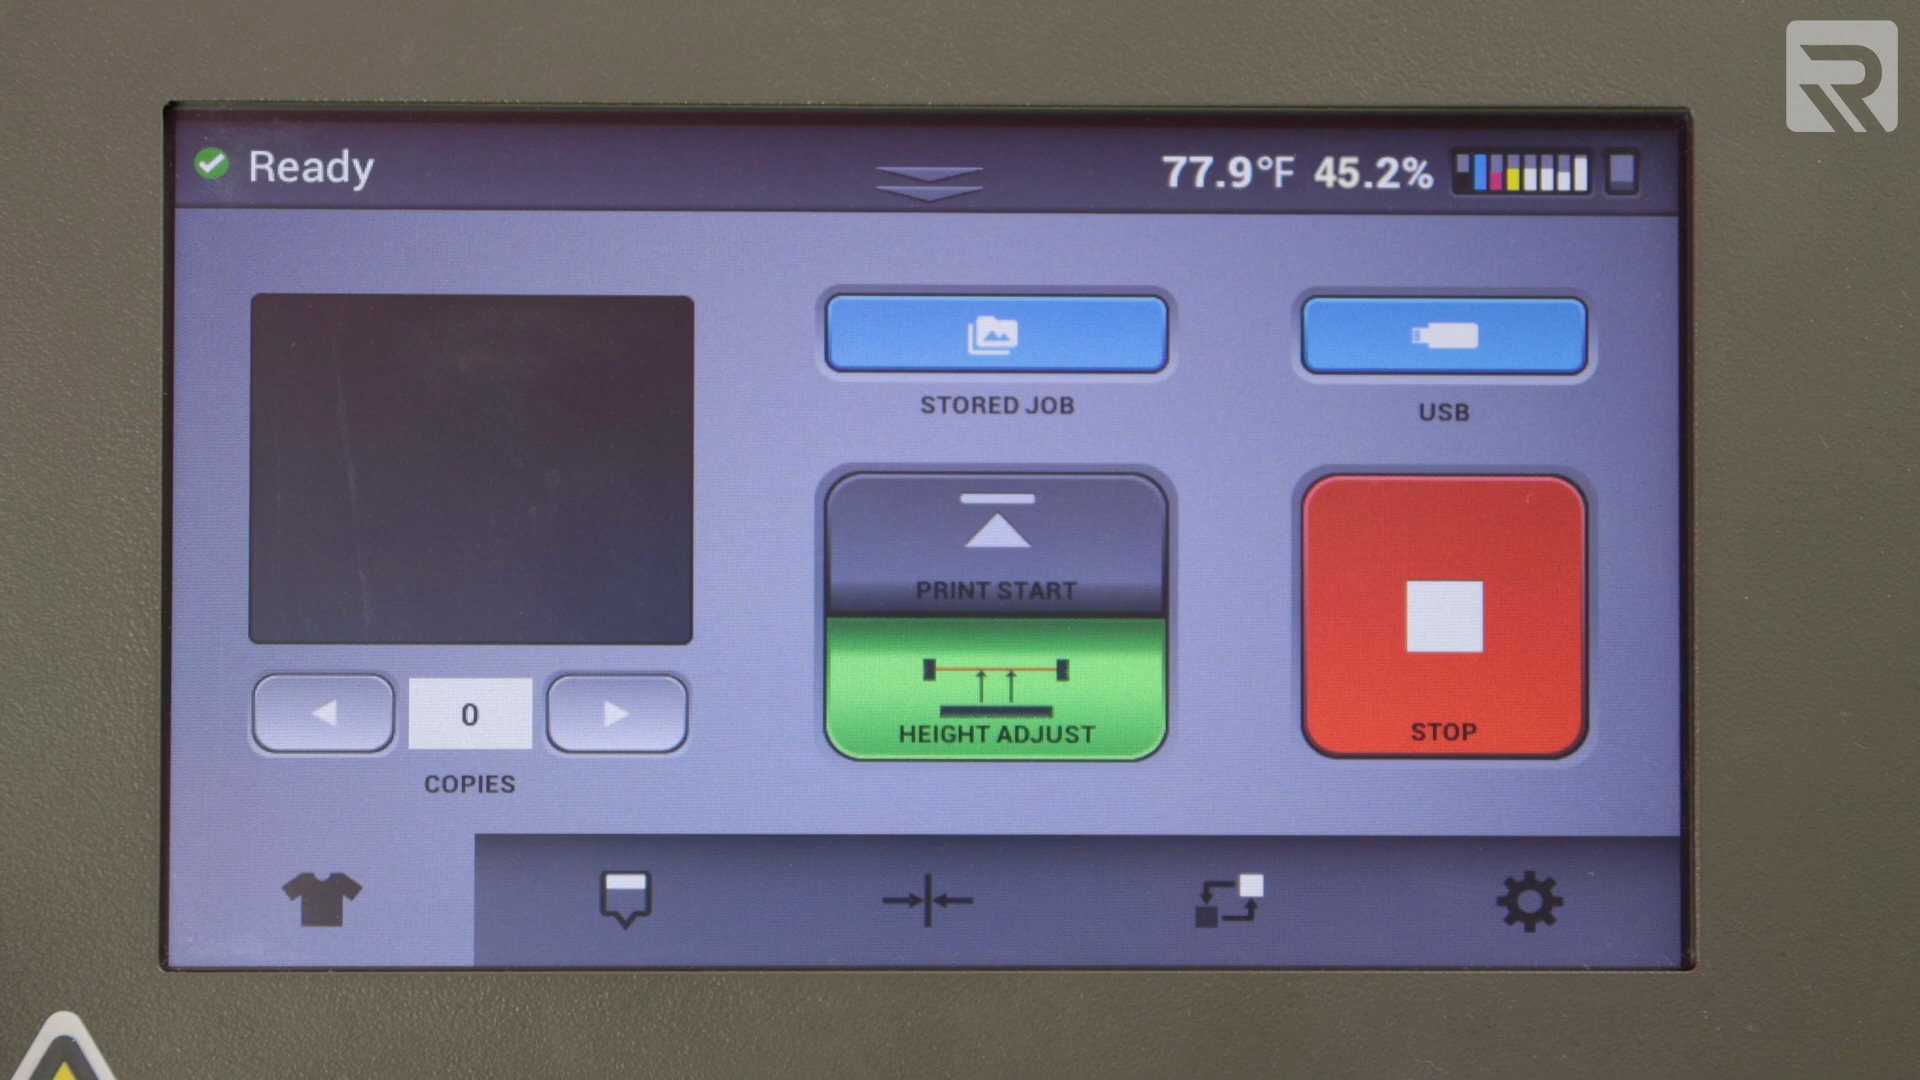 Ready
77.9°F 45.2%
STORED JOB
USB
PRINT START
HEIGHT ADJUST
STOP
0
COPIES